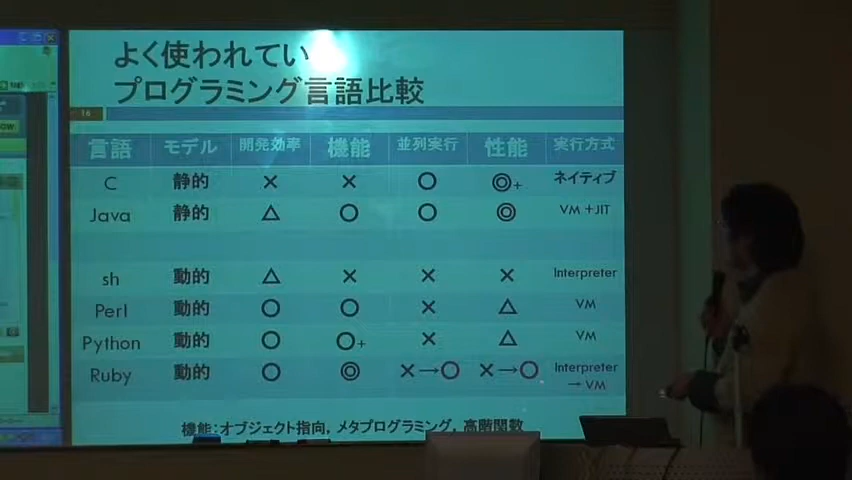 よく使われてい
プログラミング言語比較
16
言語 モデル 開発効率 機能 並列実行 性能 実行方式
C 静的 × × ○ ◎+ ネイティブ
Java 静的 △ ○ ○ ◎ VM +JIT
sh 動的 △ × × × Interpreter
Perl 動的 ○ ○ × △ VM
Python 動的 ○ ○+ × △ VM
Ruby 動的 ○ ◎ ×→○ ×→○ Interpreter
→ VM
機能:オブジェクト指向, メタプログラミング, 高階関数